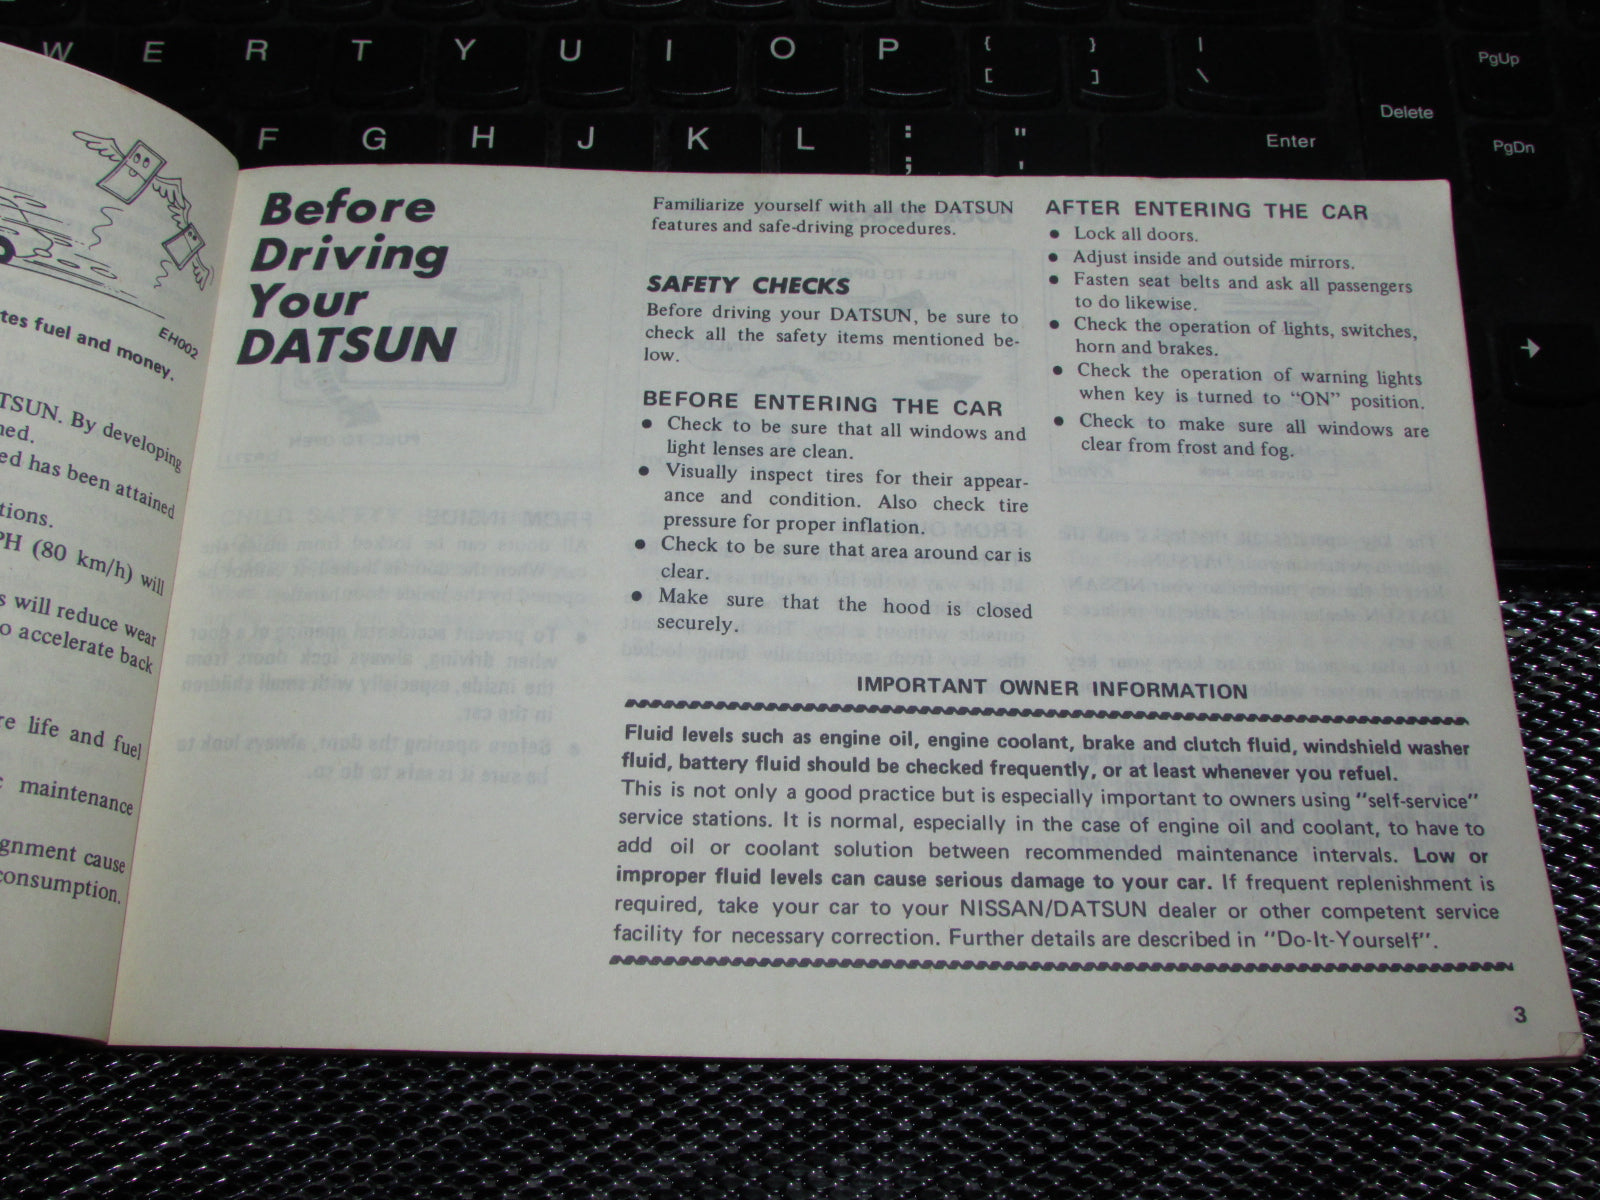 W E R T Y U I O P { [ } ] | \ PgUp
Delete
F G H J K L : ; " ' Enter PgDn
EH002
tes fuel and money.
TSUN. By developing
ned.
ed has been attained
tions.
PH (80 km/h) will
s will reduce wear
o accelerate back
re life and fuel
maintenance
gnment cause
consumption.
Before
Driving
Your
DATSUN
Familiarize yourself with all the DATSUN
features and safe-driving procedures.
SAFETY CHECKS
Before driving your DATSUN, be sure to
check all the safety items mentioned be-
low.
BEFORE ENTERING THE CAR
● Check to be sure that all windows and
light lenses are clean.
● Visually inspect tires for their appear-
ance and condition. Also check tire
pressure for proper inflation.
● Check to be sure that area around car is
clear.
● Make sure that the hood is closed
securely.
AFTER ENTERING THE CAR
● Lock all doors.
● Adjust inside and outside mirrors.
● Fasten seat belts and ask all passengers
to do likewise.
● Check the operation of lights, switches,
horn and brakes.
● Check the operation of warning lights
when key is turned to “ON” position.
● Check to make sure all windows are
clear from frost and fog.
IMPORTANT OWNER INFORMATION
Fluid levels such as engine oil, engine coolant, brake and clutch fluid, windshield washer
fluid, battery fluid should be checked frequently, or at least whenever you refuel.
This is not only a good practice but is especially important to owners using “self-service”
service stations. It is normal, especially in the case of engine oil and coolant, to have to
add oil or coolant solution between recommended maintenance intervals. Low or
improper fluid levels can cause serious damage to your car. If frequent replenishment is
required, take your car to your NISSAN/DATSUN dealer or other competent service
facility for necessary correction. Further details are described in “Do-It-Yourself”.
3